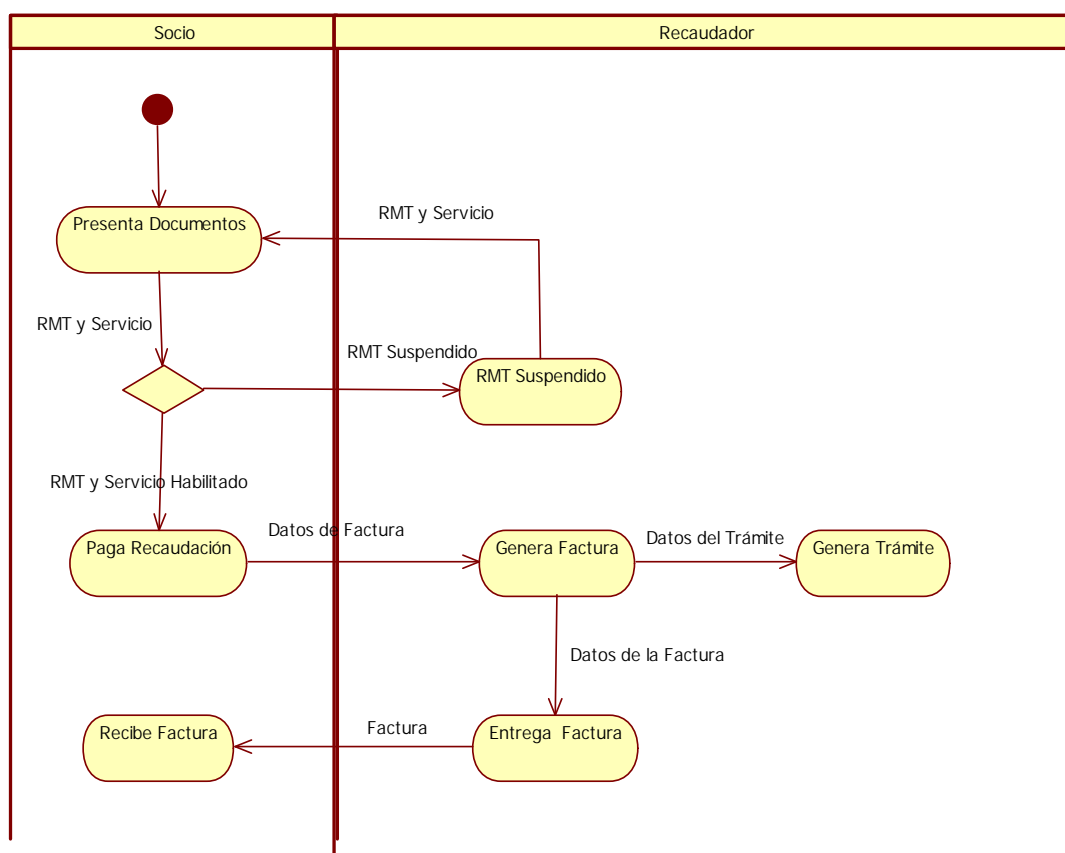 Socio
Recaudador
Presenta Documentos
RMT y Servicio
RMT y Servicio
RMT Suspendido
RMT Suspendido
RMT y Servicio Habilitado
Paga Recaudación
Datos de Factura
Genera Factura
Datos del Trámite
Genera Trámite
Datos de la Factura
Recibe Factura
Factura
Entrega Factura